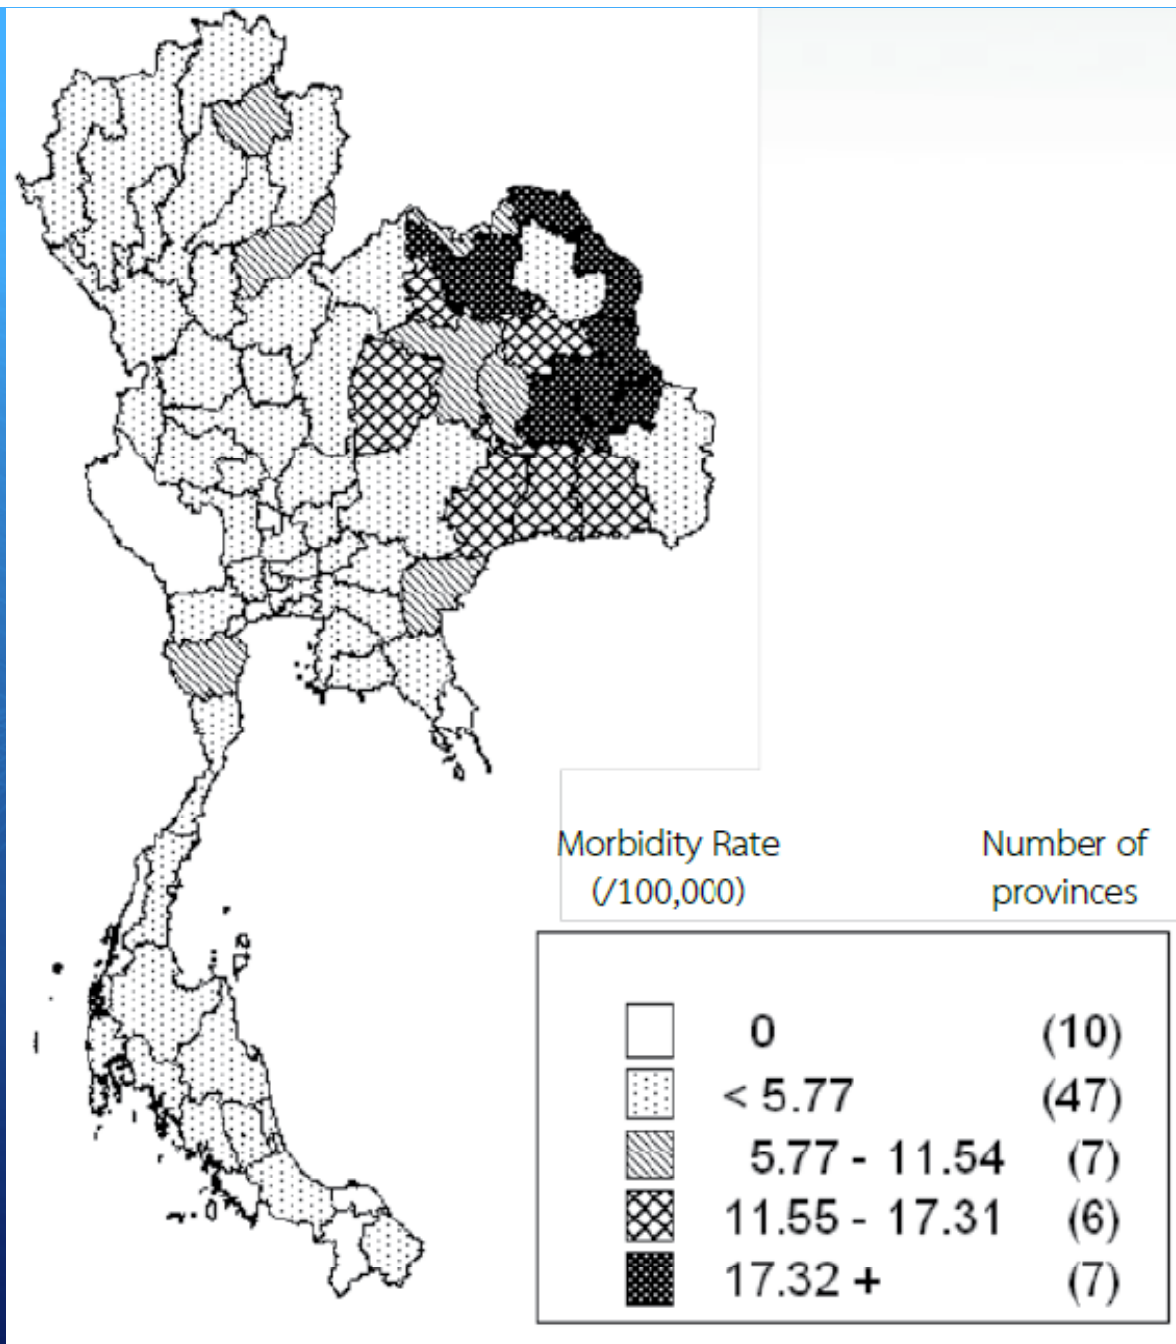 Morbidity Rate Number of
(/100,000) provinces
0 (10)
< 5.77 (47)
5.77 - 11.54 (7)
11.55 - 17.31 (6)
17.32 + (7)